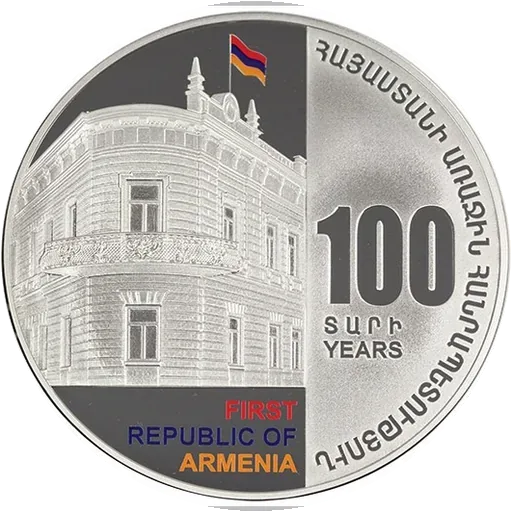 ՀԱՅԱՍՏԱՆԻ ԱՌԱՋԻՆ ՀԱՆՐԱՊԵՏՈՒԹՅՈՒՆ
100
ՏԱՐԻ
YEARS
FIRST
REPUBLIC OF
ARMENIA